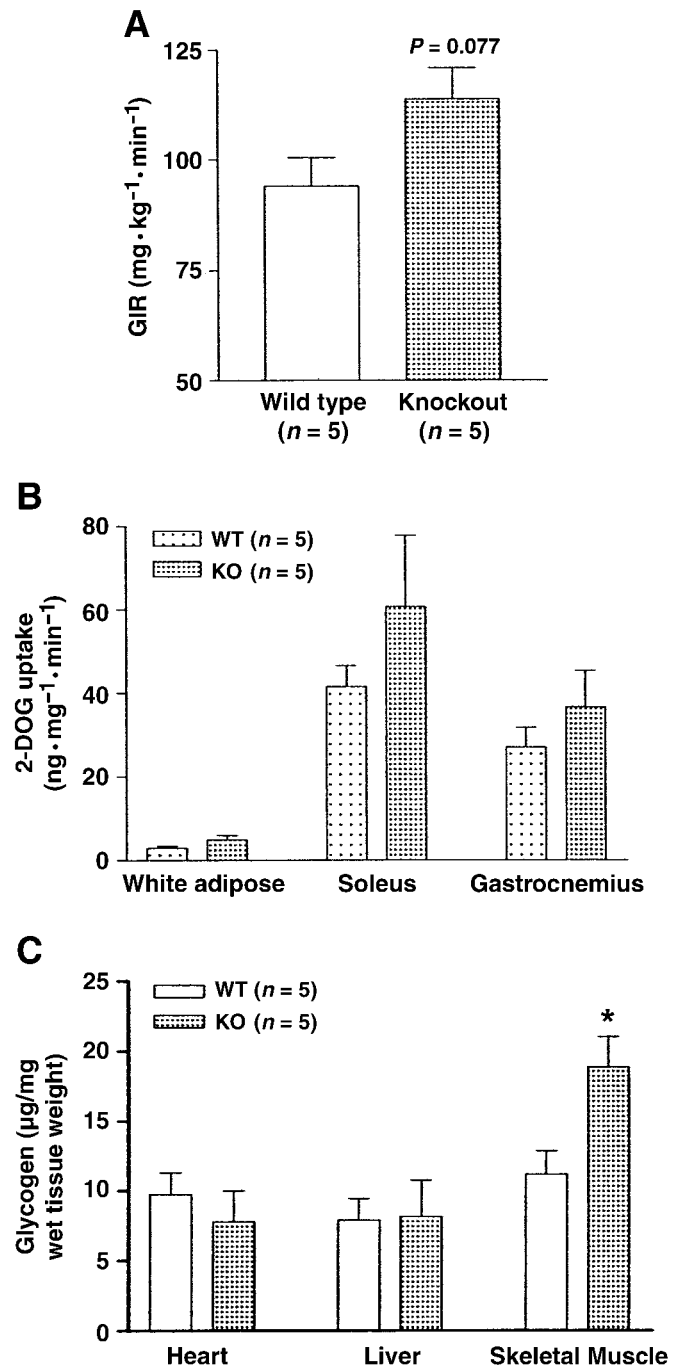 A
125
100
75
50
GIR (mg·kg⁻¹·min⁻¹)
P = 0.077
Wild type
(n = 5)
Knockout
(n = 5)
B
80
60
40
20
0
2-DOG uptake
(ng·mg⁻¹·min⁻¹)
WT (n = 5)
KO (n = 5)
White adipose
Soleus
Gastrocnemius
C
25
20
15
10
5
0
Glycogen (µg/mg
wet tissue weight)
WT (n = 5)
KO (n = 5)
*
Heart
Liver
Skeletal Muscle